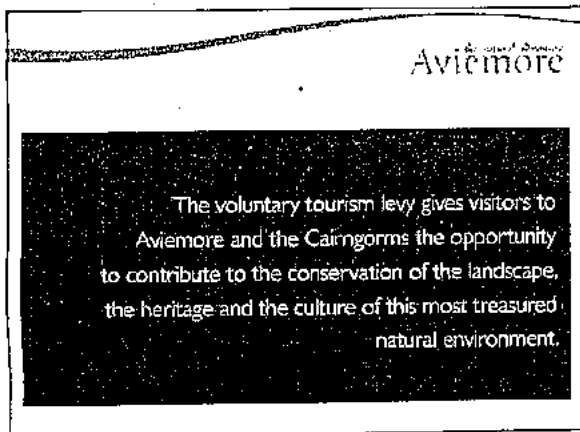 Aviemore
The voluntary tourism levy gives visitors to
Aviemore and the Cairngorms the opportunity
to contribute to the conservation of the landscape,
the heritage and the culture of this most treasured
natural environment.